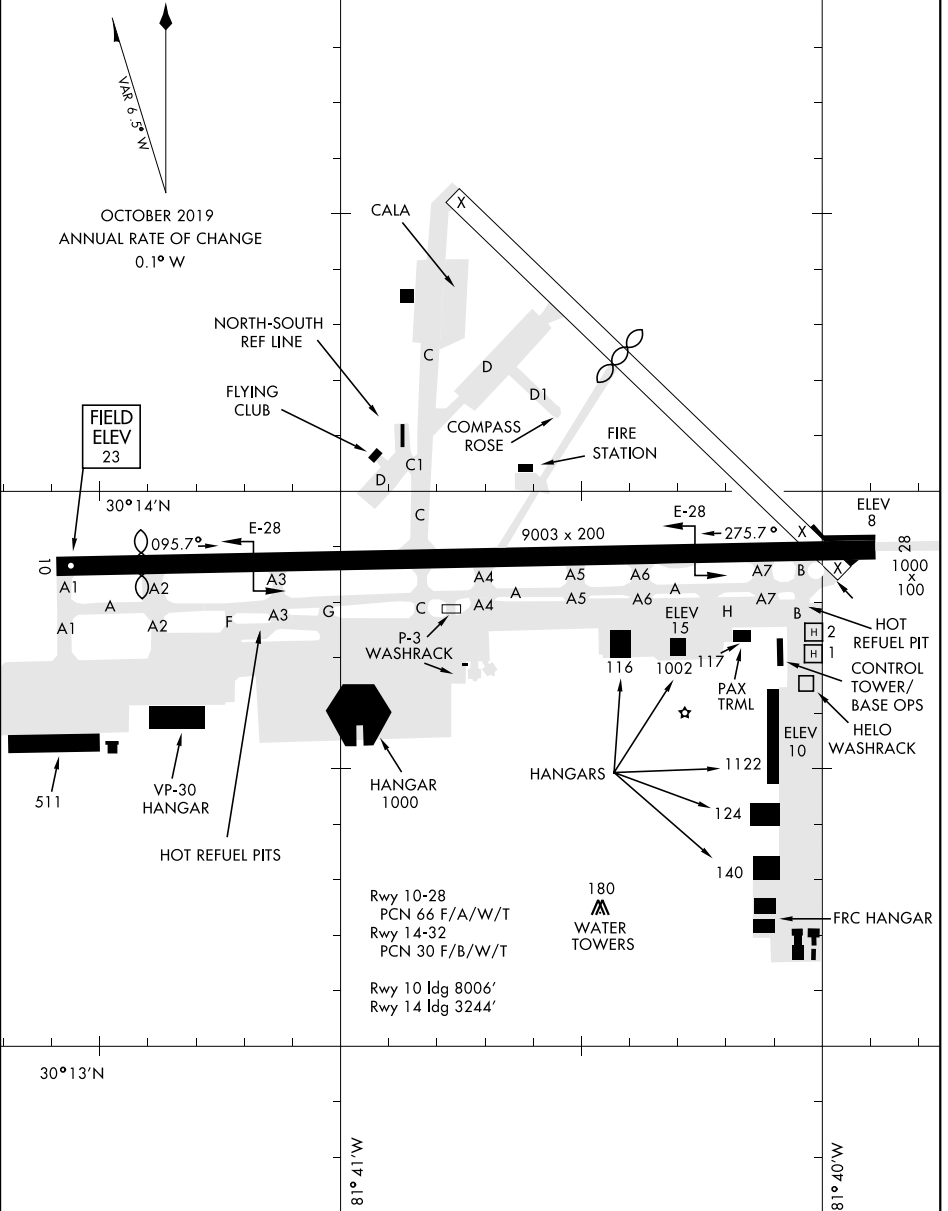 VAR 6.5° W
OCTOBER 2019
ANNUAL RATE OF CHANGE
0.1° W
CALA
X
NORTH-SOUTH
REF LINE
C
D
D1
FLYING
CLUB
COMPASS
ROSE
FIRE
STATION
FIELD
ELEV
23
C1
D
30°14'N
C
E-28
095.7°
9003 x 200
E-28
275.7°
X
ELEV
8
10
28
1000
x
100
X
A1
A2
A3
A4
A5
A6
A7
B
A
A
A
A1
A2
F
A3
G
C
A4
A5
A6
ELEV
15
H
A7
B
HOT
REFUEL PIT
P-3
WASHRACK
H 2
H 1
116
1002
117
PAX
TRML
CONTROL
TOWER/
BASE OPS
HELO
WASHRACK
ELEV
10
511
VP-30
HANGAR
HANGAR
1000
HANGARS
1122
124
140
HOT REFUEL PITS
Rwy 10-28
PCN 66 F/A/W/T
Rwy 14-32
PCN 30 F/B/W/T
Rwy 10 ldg 8006'
Rwy 14 ldg 3244'
180
WATER
TOWERS
FRC HANGAR
30°13'N
81°41'W
81°40'W